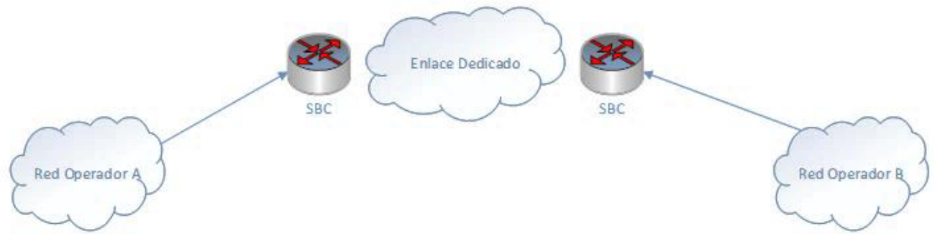 Enlace Dedicado
SBC
SBC
Red Operador A
Red Operador B